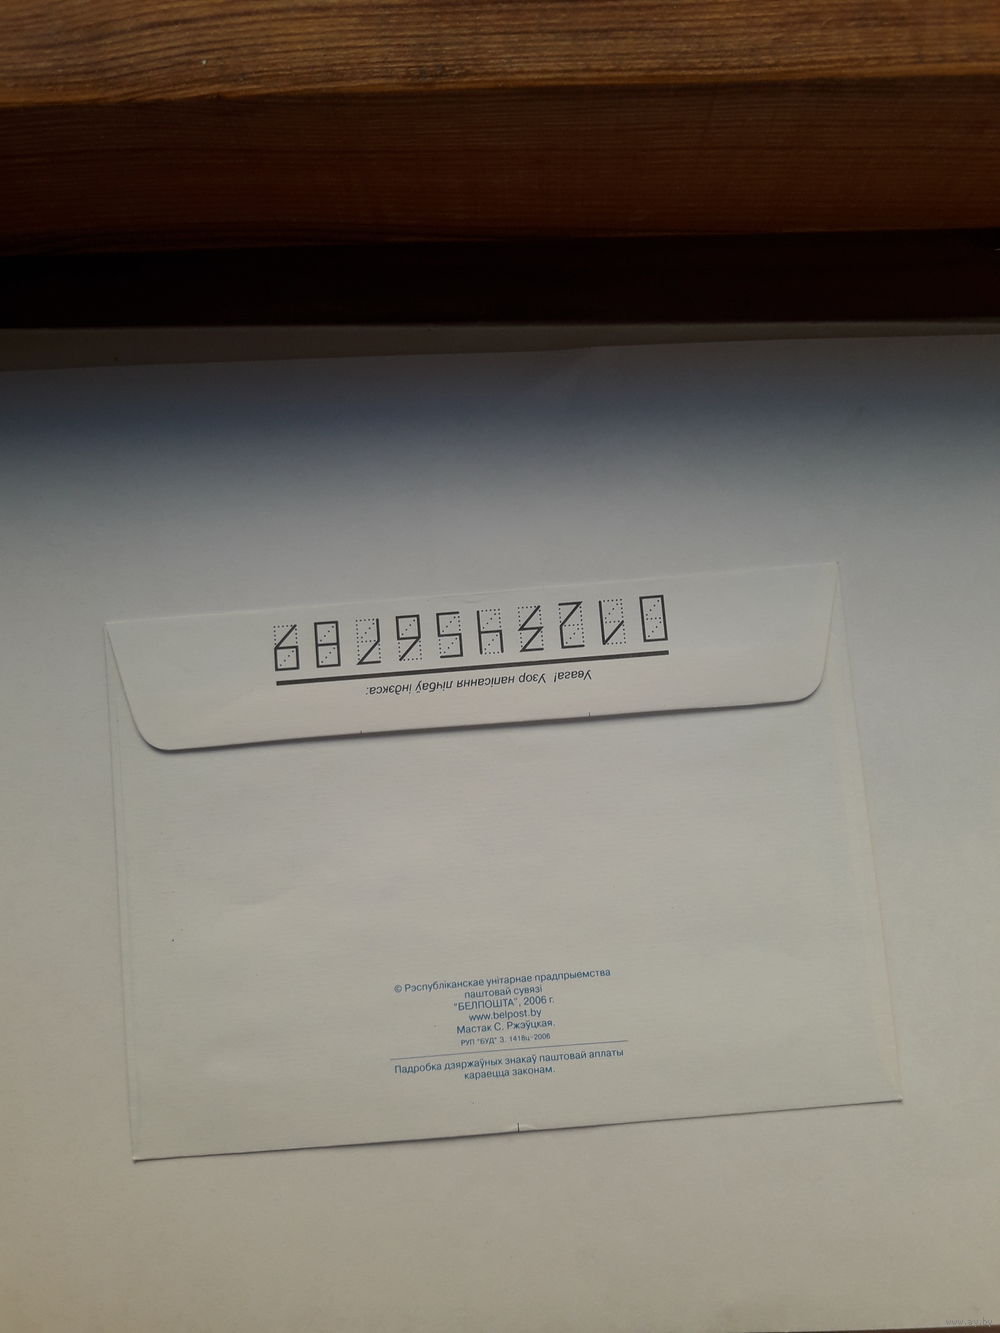 Увага! Узор напісання лічбаў індэкса:
0123456789
© Рэспубліканскае унітарнае прадпрыемства
паштовай сувязі
"БЕЛПОШТА", 2006 г.
www.belpost.by
Мастак С. Ржэўцкая.
РУП "БУД" З. 1418ц-2006
Падробка дзяржаўных знакаў паштовай аплаты
караецца законам.
www.ay.by